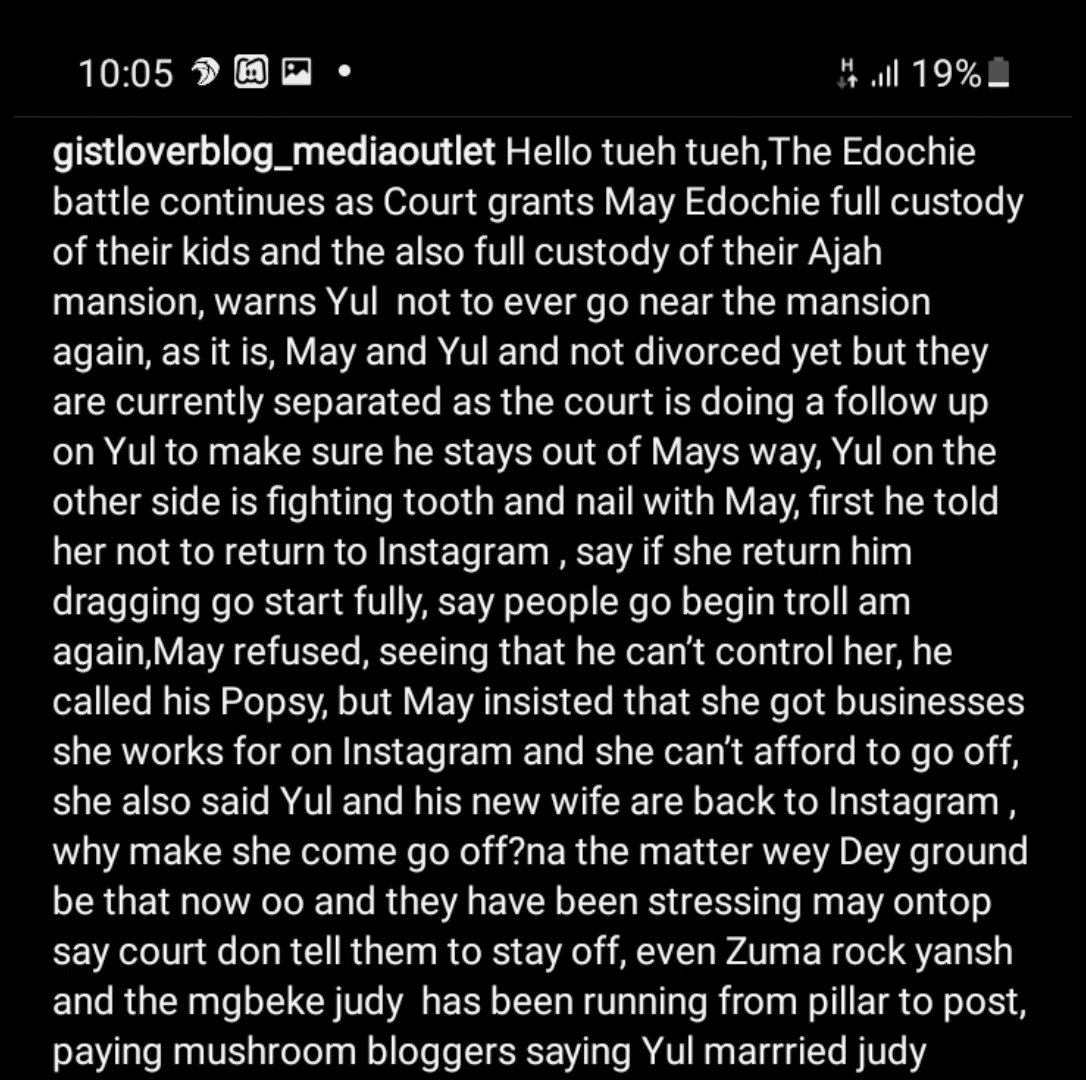 10:05 H 19%
gistloverblog_mediaoutlet Hello tueh tueh,The Edochie
battle continues as Court grants May Edochie full custody
of their kids and the also full custody of their Ajah
mansion, warns Yul  not to ever go near the mansion
again, as it is, May and Yul and not divorced yet but they
are currently separated as the court is doing a follow up
on Yul to make sure he stays out of Mays way, Yul on the
other side is fighting tooth and nail with May, first he told
her not to return to Instagram , say if she return him
dragging go start fully, say people go begin troll am
again,May refused, seeing that he can’t control her, he
called his Popsy, but May insisted that she got businesses
she works for on Instagram and she can’t afford to go off,
she also said Yul and his new wife are back to Instagram ,
why make she come go off?na the matter wey Dey ground
be that now oo and they have been stressing may ontop
say court don tell them to stay off, even Zuma rock yansh
and the mgbeke judy  has been running from pillar to post,
paying mushroom bloggers saying Yul marrried judy